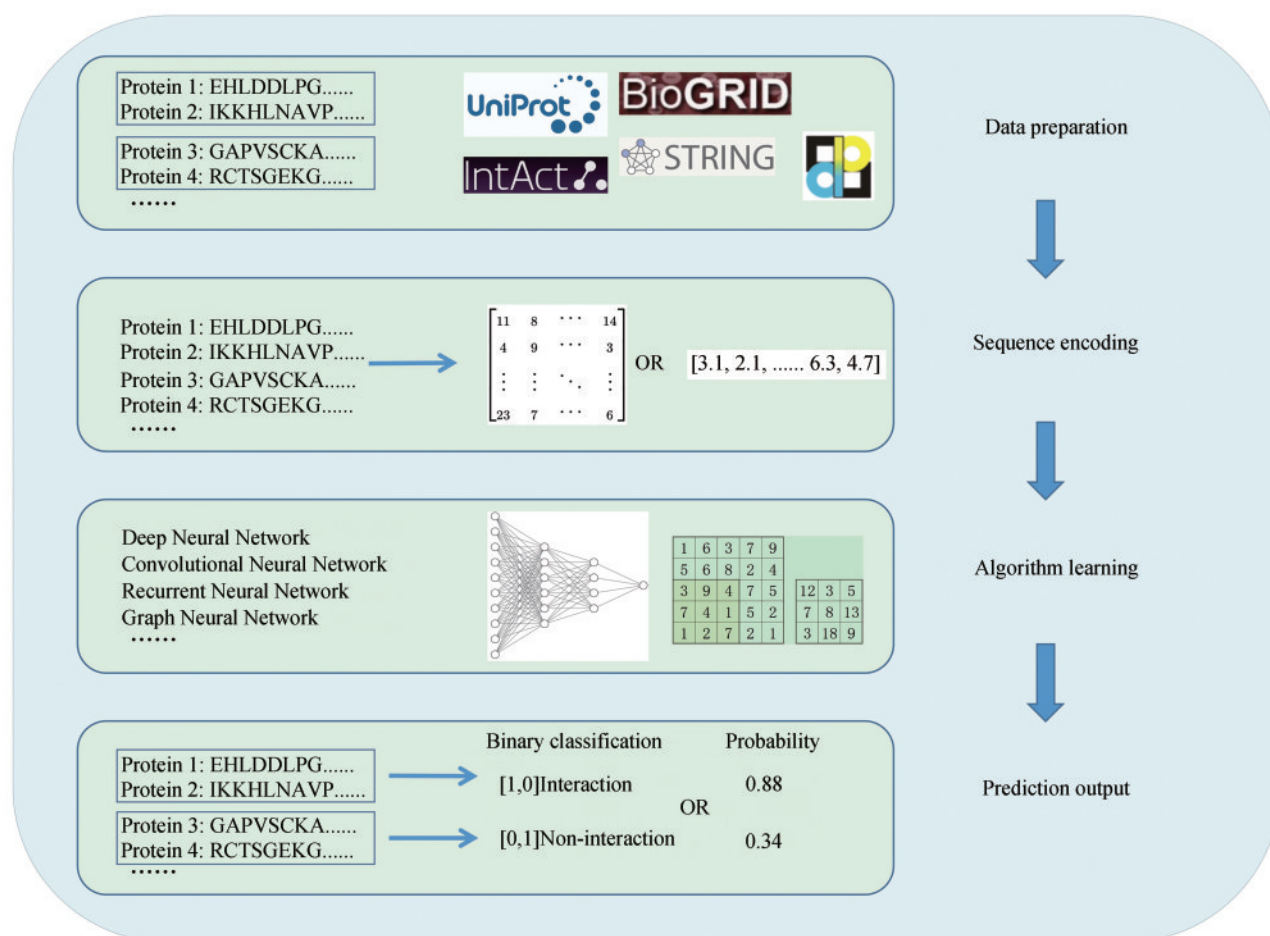 Protein 1: EHLDDLPG......
Protein 2: IKKHLNAVP......
Protein 3: GAPVSCKA......
Protein 4: RCTSGEKG......
......
UniProt
BioGRID
IntAct
STRING
dip
Data preparation
Protein 1: EHLDDLPG......
Protein 2: IKKHLNAVP......
Protein 3: GAPVSCKA......
Protein 4: RCTSGEKG......
......
11 8 ⋯ 14
4 9 ⋯ 3
⋮ ⋮ ⋱ ⋮
23 7 ⋯ 6
OR
[3.1, 2.1, ...... 6.3, 4.7]
Sequence encoding
Deep Neural Network
Convolutional Neural Network
Recurrent Neural Network
Graph Neural Network
......
1 6 3 7 9
5 6 8 2 4
3 9 4 7 5
7 4 1 5 2
1 2 7 2 1
12 3 5
7 8 13
3 18 9
Algorithm learning
Protein 1: EHLDDLPG......
Protein 2: IKKHLNAVP......
Protein 3: GAPVSCKA......
Protein 4: RCTSGEKG......
......
Binary classification Probability
[1,0]Interaction 0.88
OR
[0,1]Non-interaction 0.34
Prediction output